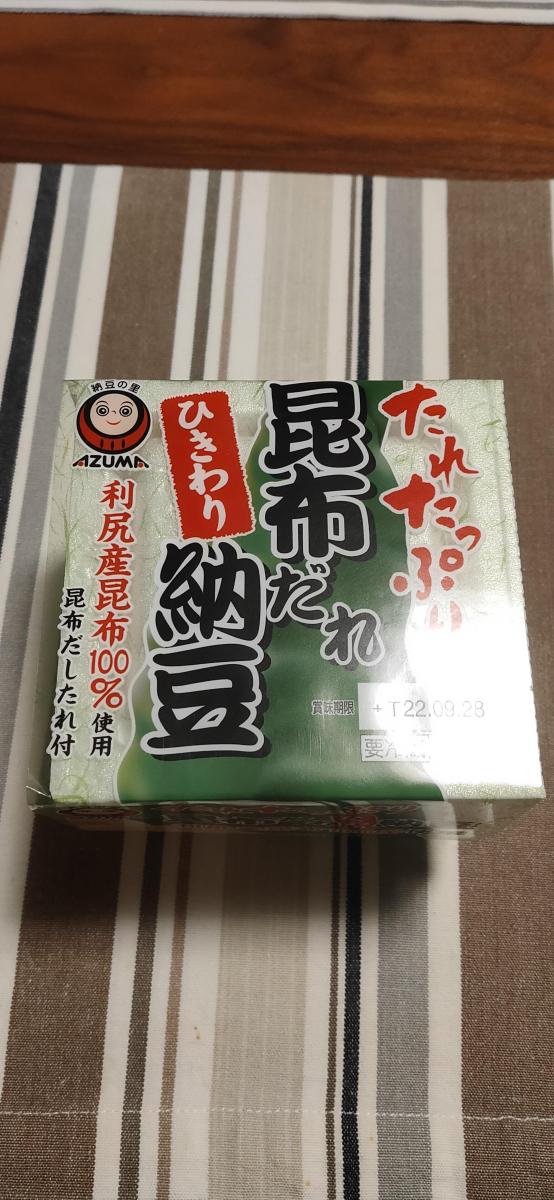 たれたっぷり
昆布だれ
ひきわり
納豆
納豆の里
AZUMA
利尻産昆布100%使用
昆布だしたれ付
賞味期限
+T22.09.28